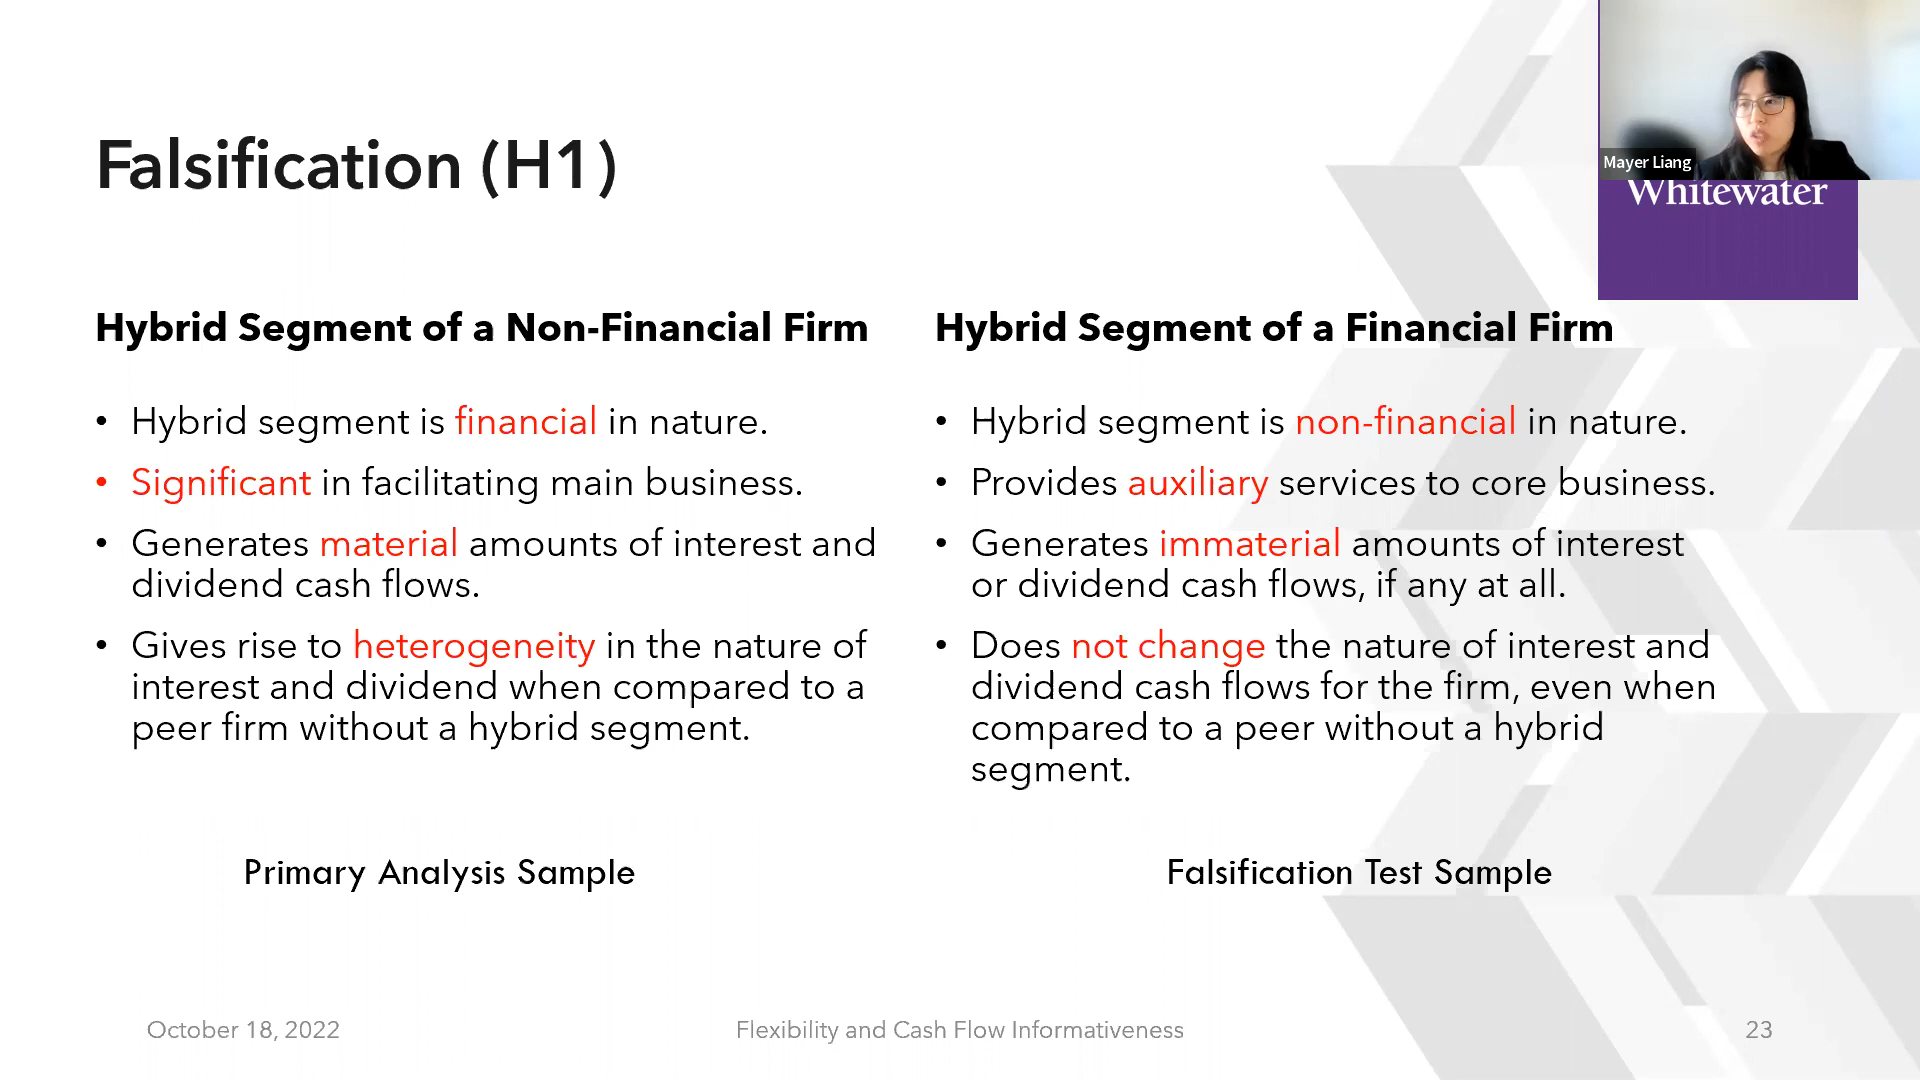 Mayer Liang
Whitewater
Falsification (H1)
Hybrid Segment of a Non-Financial Firm
• Hybrid segment is financial in nature.
• Significant in facilitating main business.
• Generates material amounts of interest and
dividend cash flows.
• Gives rise to heterogeneity in the nature of
interest and dividend when compared to a
peer firm without a hybrid segment.
Primary Analysis Sample
Hybrid Segment of a Financial Firm
• Hybrid segment is non-financial in nature.
• Provides auxiliary services to core business.
• Generates immaterial amounts of interest
or dividend cash flows, if any at all.
• Does not change the nature of interest and
dividend cash flows for the firm, even when
compared to a peer without a hybrid
segment.
Falsification Test Sample
October 18, 2022
Flexibility and Cash Flow Informativeness
23